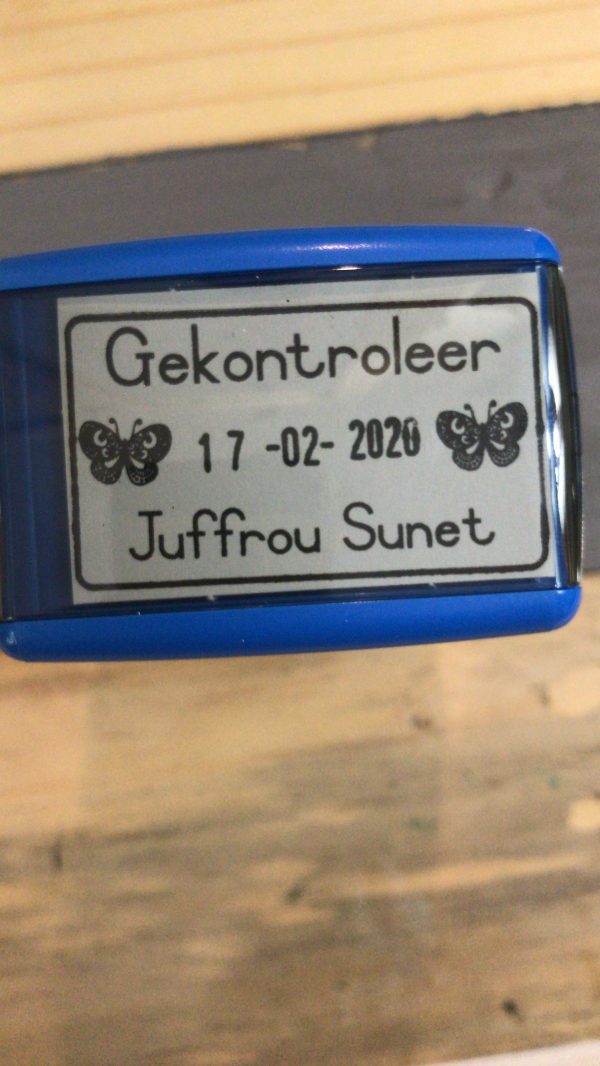 Gekontroleer
17 -02- 2020
Juffrou Sunet